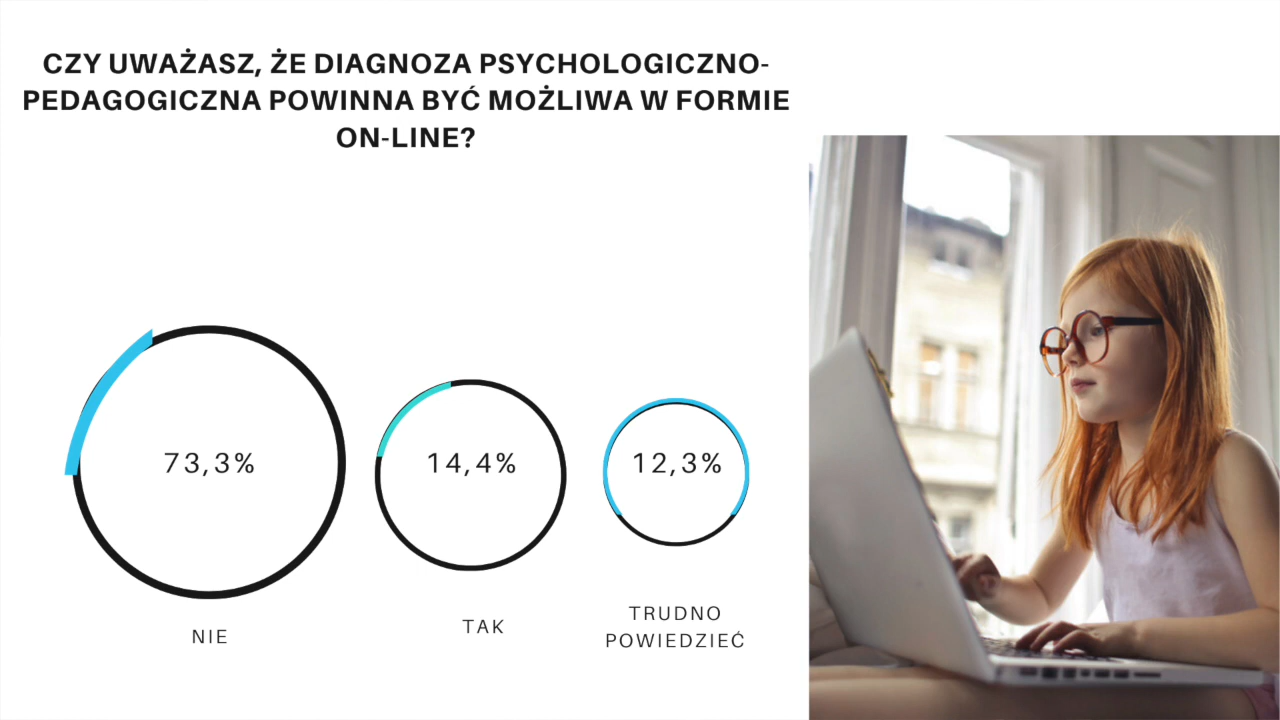 CZY UWAŻASZ, ŻE DIAGNOZA PSYCHOLOGICZNO-
PEDAGOGICZNA POWINNA BYĆ MOŻLIWA W FORMIE
ON-LINE?
73,3%
14,4%
12,3%
NIE
TAK
TRUDNO
POWIEDZIEĆ